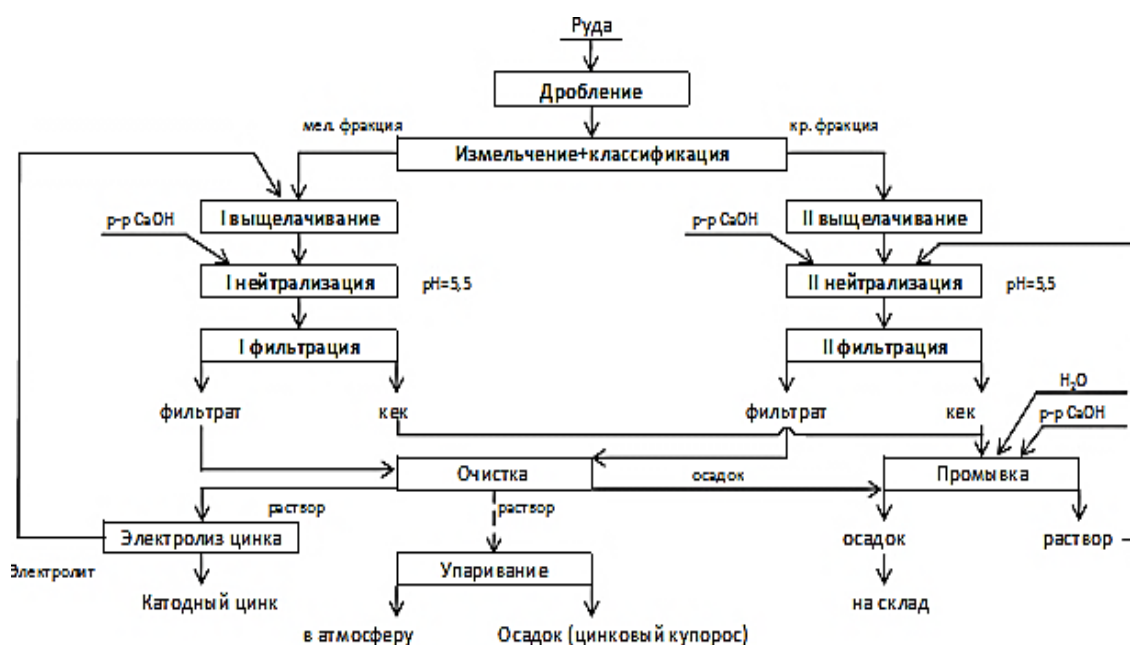 Руда
Дробление
мел. фракция
кр. фракция
Измельчение+классификация
I выщелачивание
II выщелачивание
р-р CaOH
р-р CaOH
I нейтрализация
pH=5,5
II нейтрализация
pH=5,5
I фильтрация
II фильтрация
H₂O
фильтрат
кек
фильтрат
кек
р-р CaOH
Очистка
осадок
Промывка
раствор
раствор
Электролиз цинка
осадок
раствор –
Электролит
Упаривание
Катодный цинк
на склад
в атмосферу
Осадок (цинковый купорос)